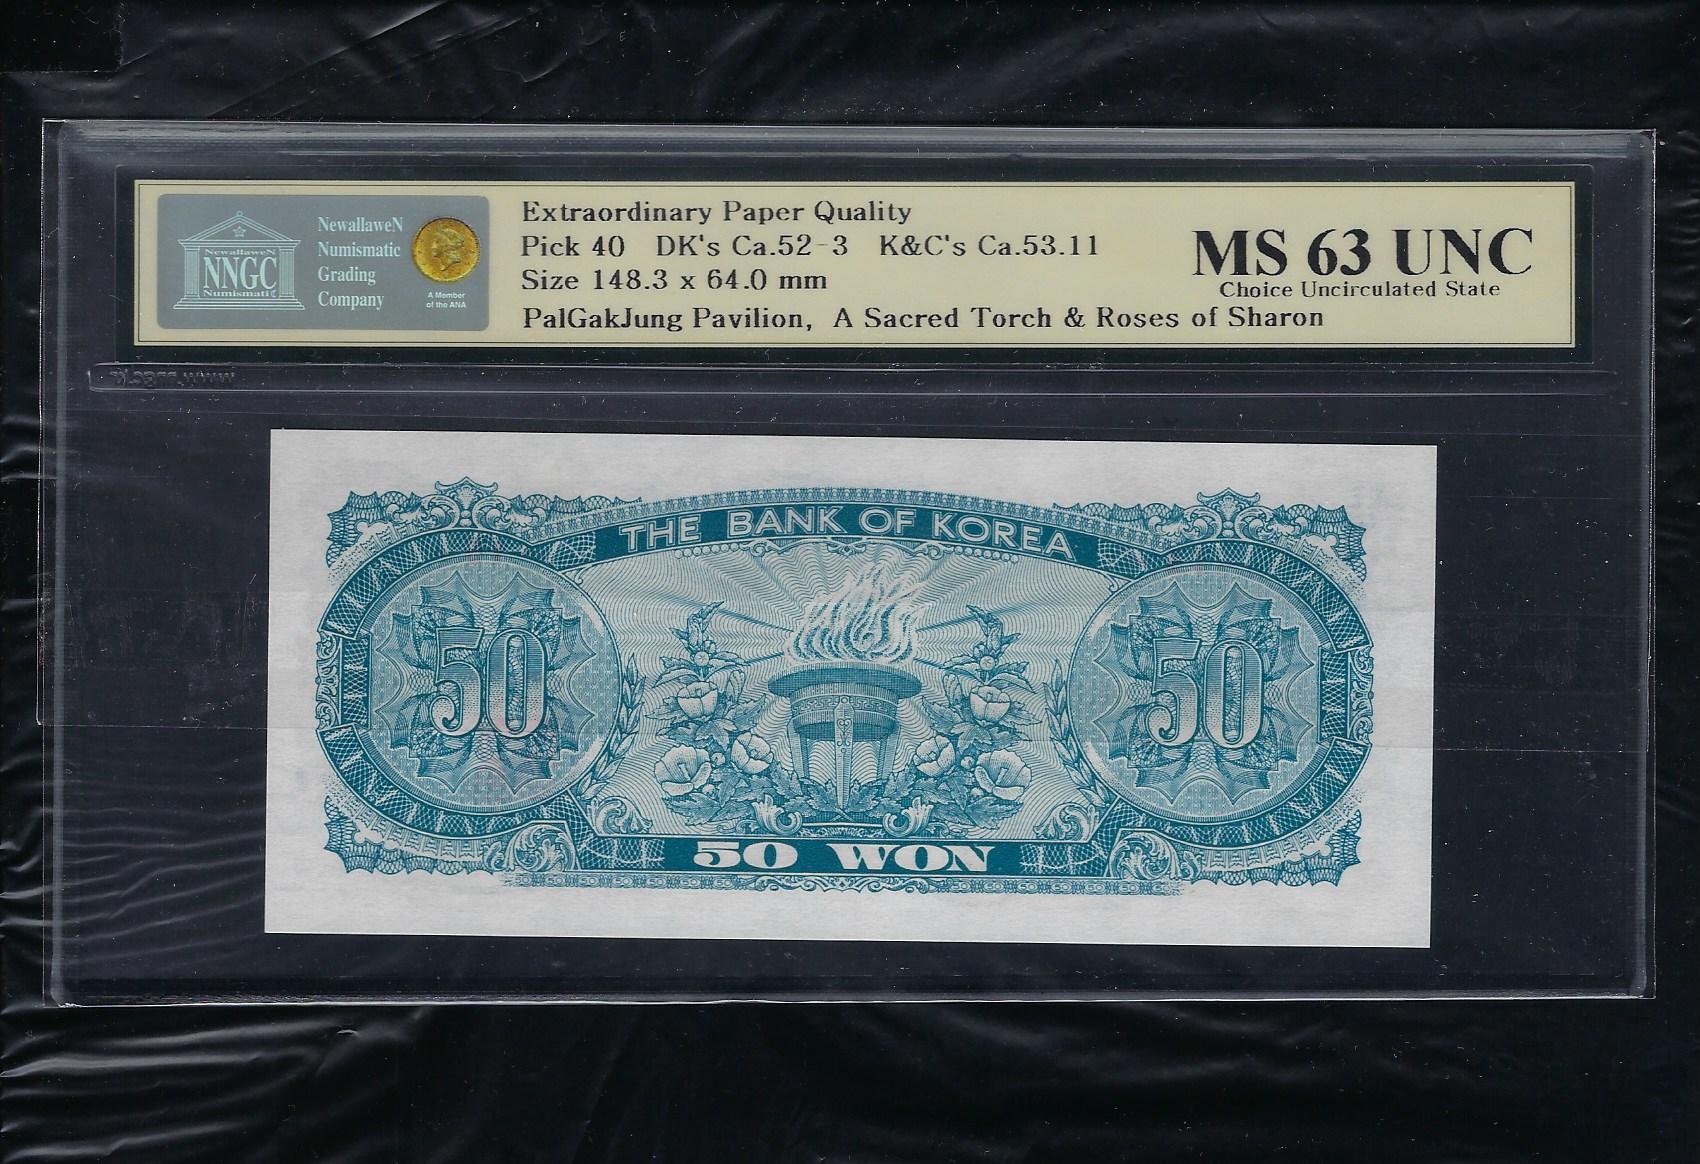 NewallaweN
NNGC
Numismatic
NewallaweN
Numismatic
Grading
Company
A Member
of the ANA
Extraordinary Paper Quality
Pick 40 DK's Ca.52-3 K&C's Ca.53.11
Size 148.3 x 64.0 mm
PalGakJung Pavilion, A Sacred Torch & Roses of Sharon
MS 63 UNC
Choice Uncirculated State
THE BANK OF KOREA
50
50
50 WON